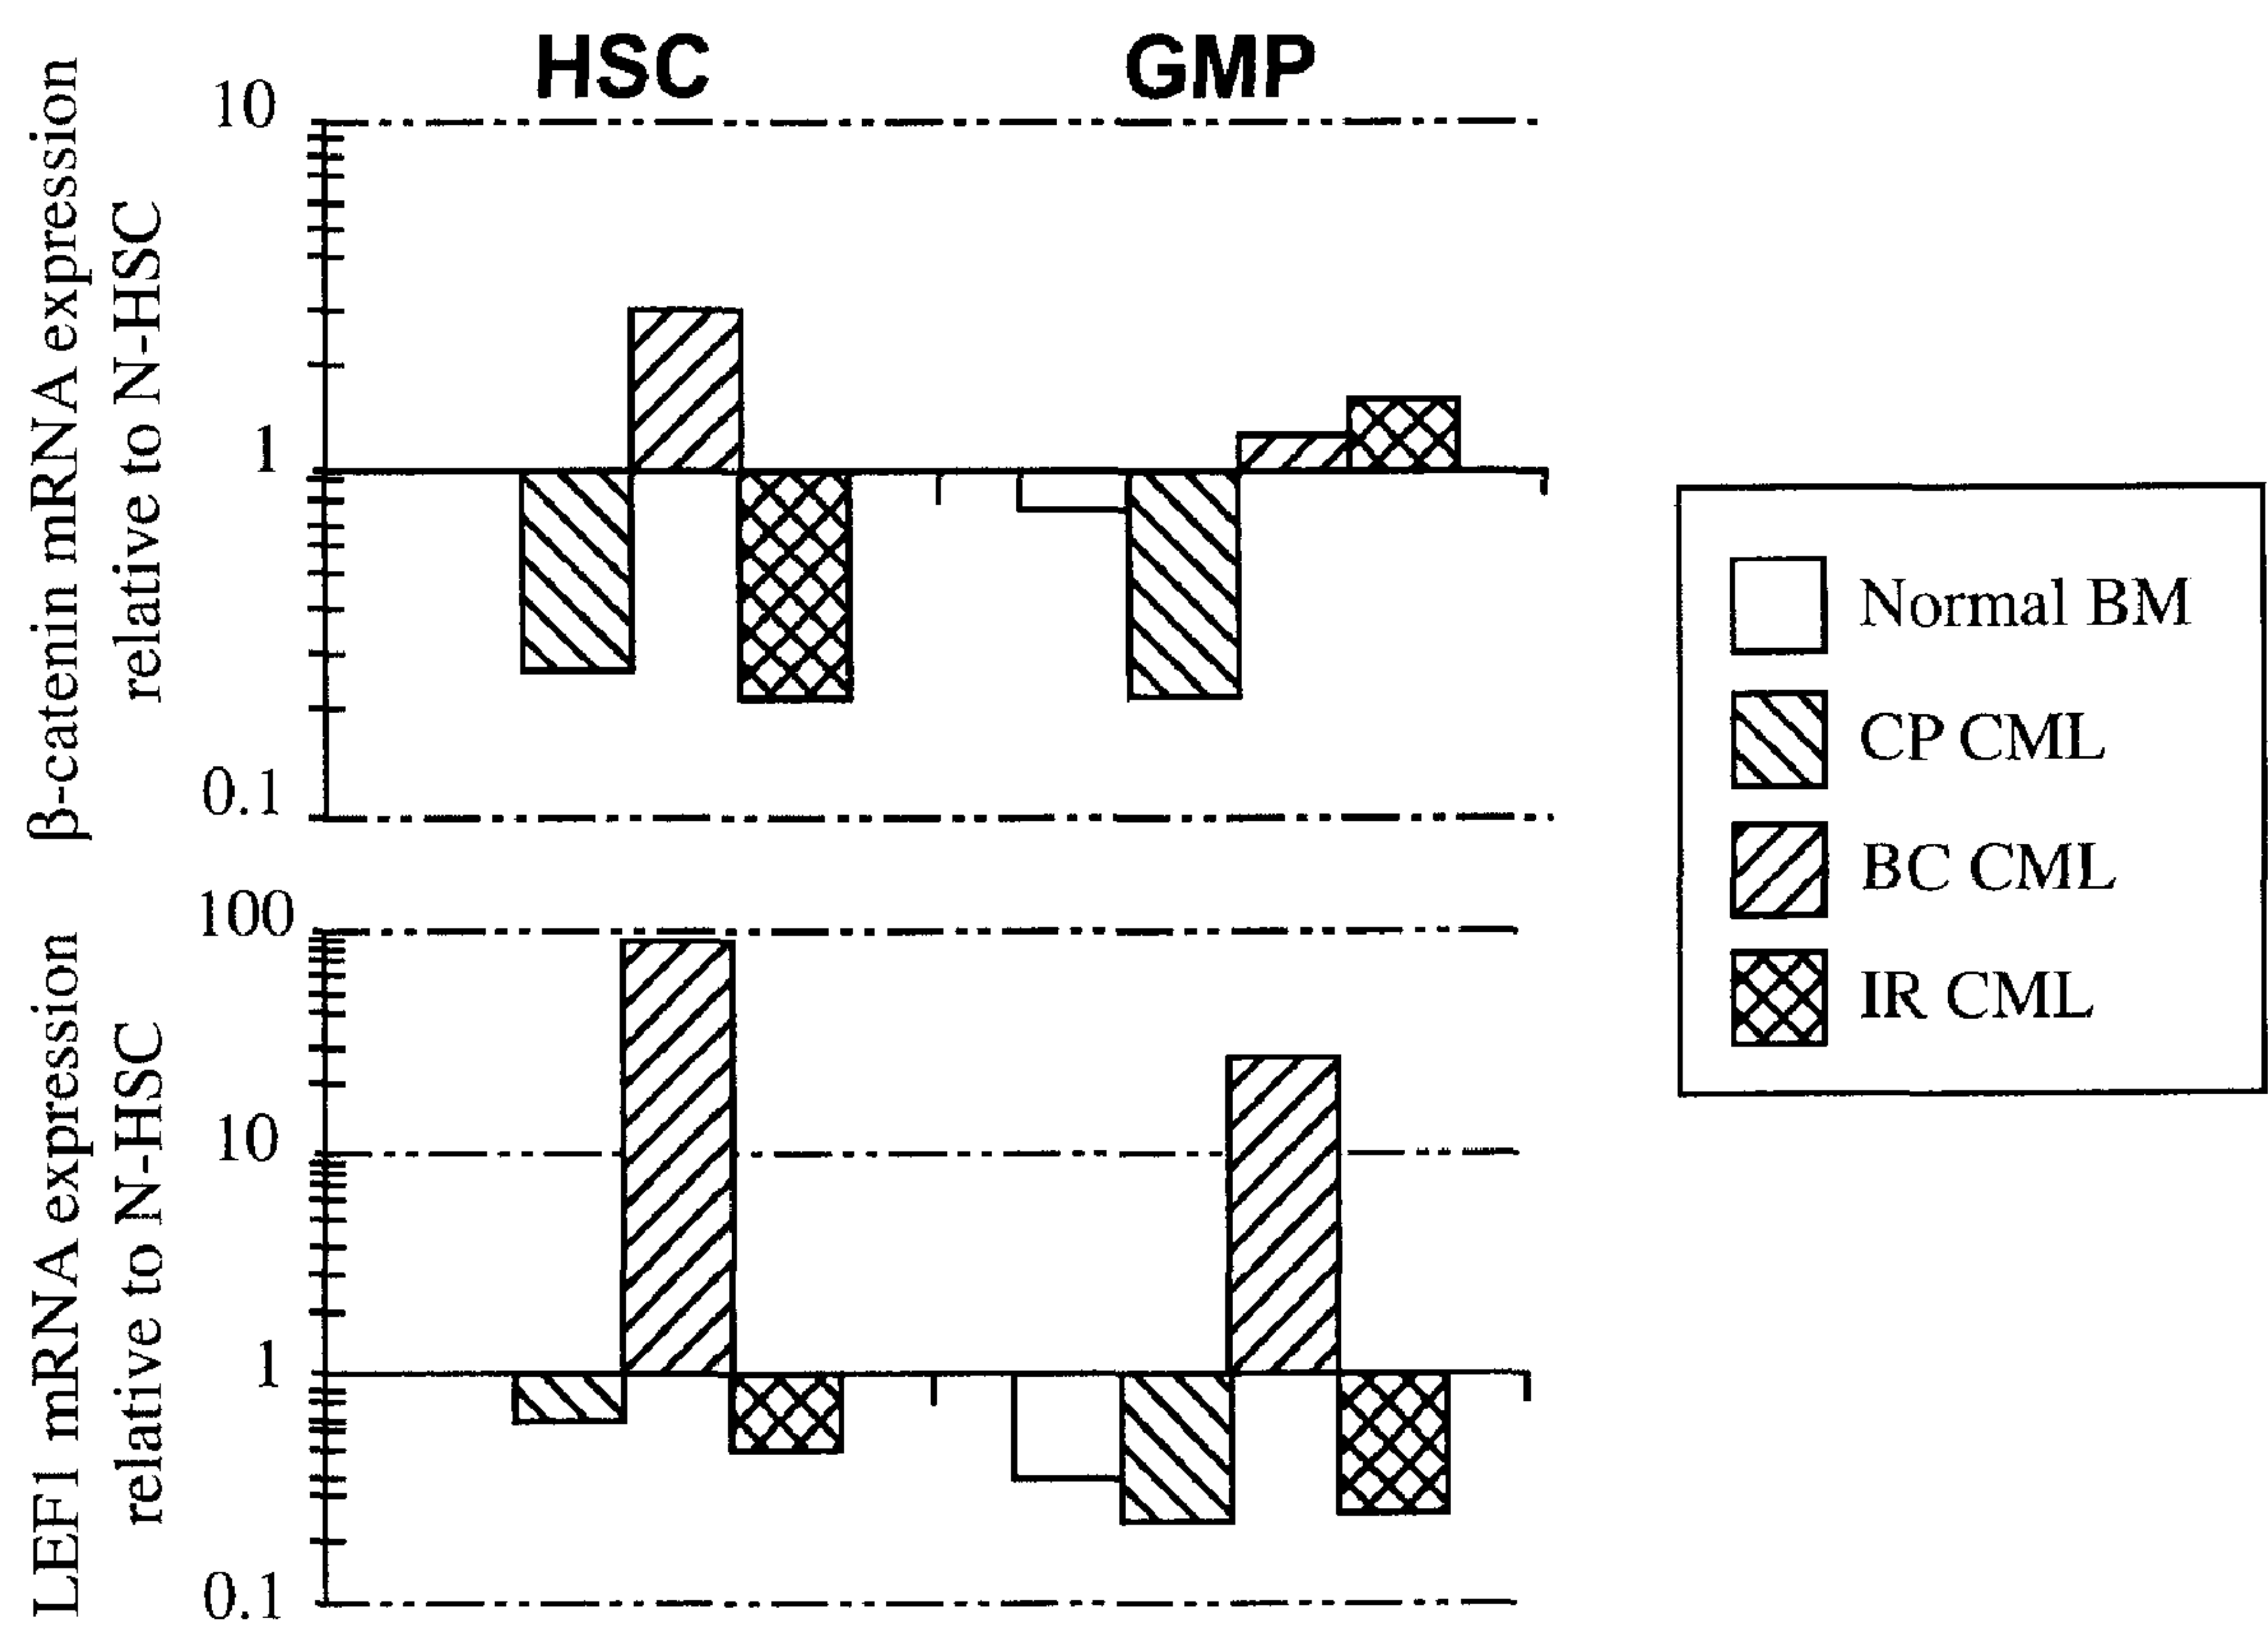 HSC GMP
β-catenin mRNA expression
relative to N-HSC
10
1
0.1
LEF1 mRNA expression
relative to N-HSC
100
10
1
0.1
Normal BM
CP CML
BC CML
IR CML